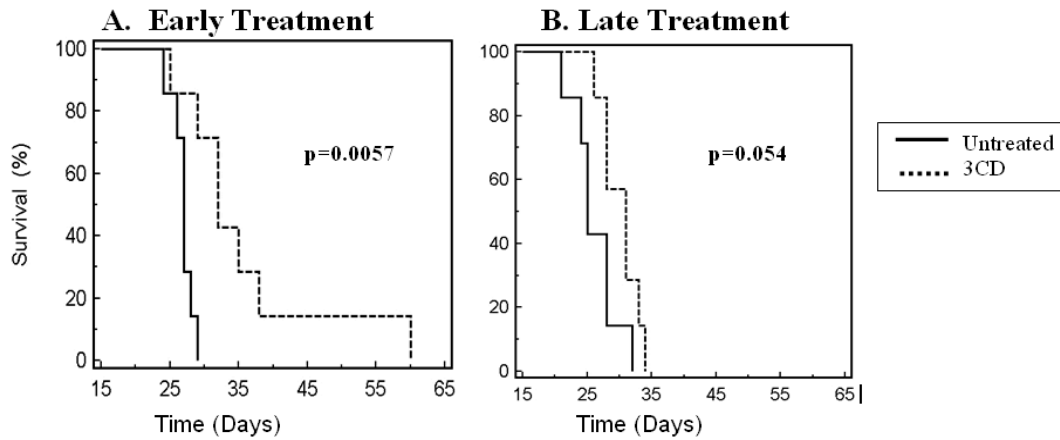 A. Early Treatment
100
80
60
40
20
0
Survival (%)
p=0.0057
15 25 35 45 55 65
Time (Days)
B. Late Treatment
100
80
60
40
20
0
p=0.054
15 25 35 45 55 65
Time (Days)
Untreated
3CD